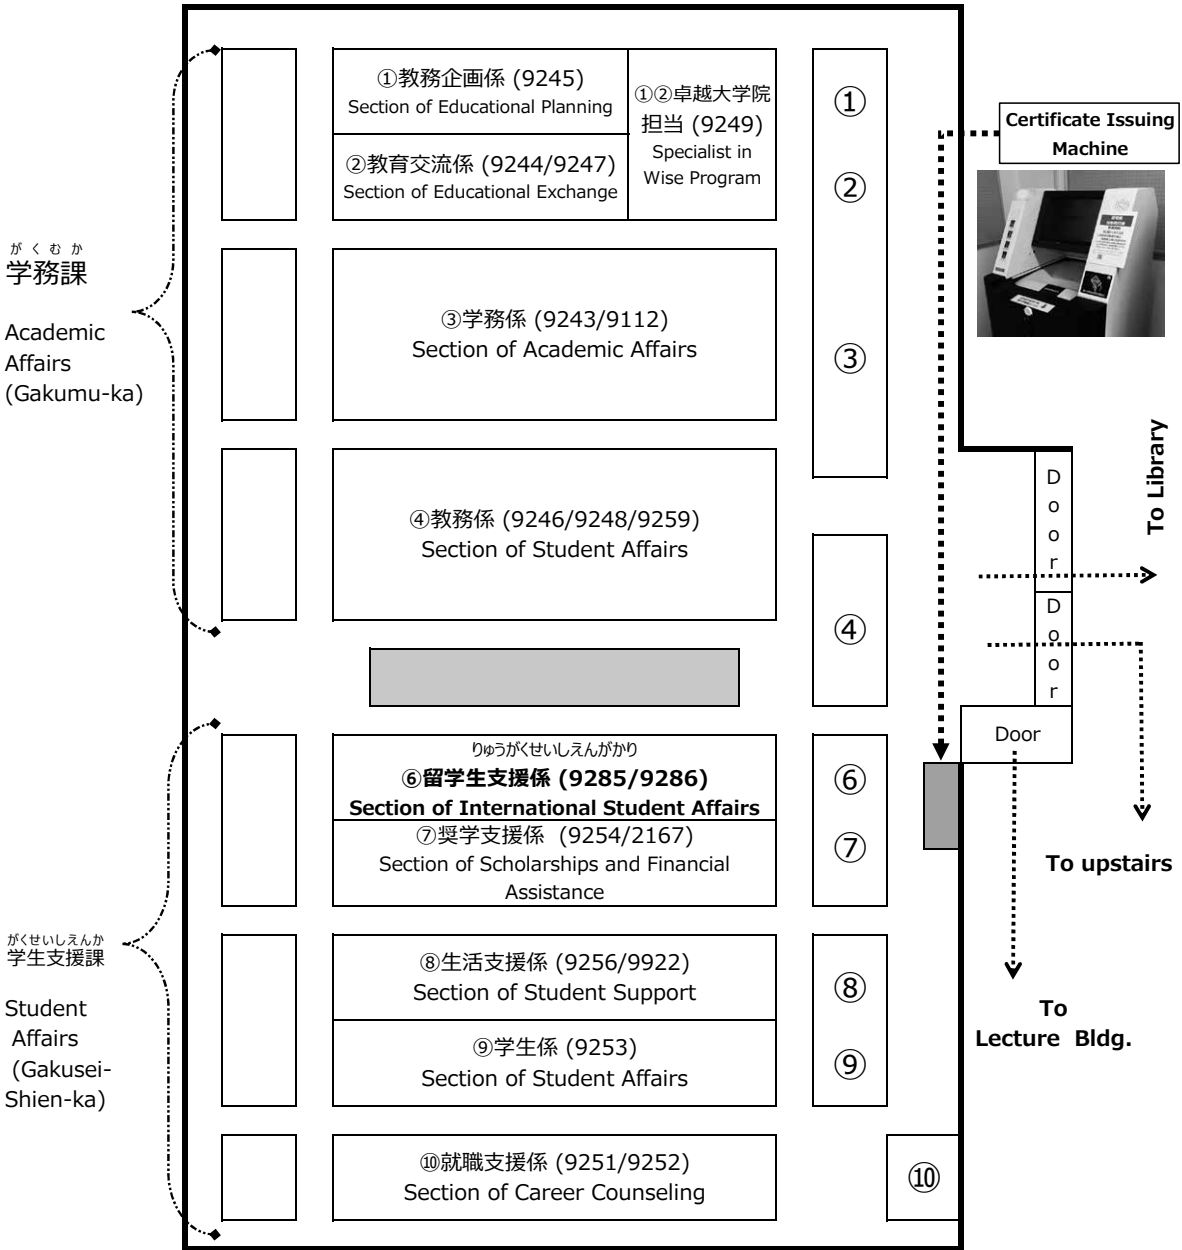 ①教務企画係 (9245)
Section of Educational Planning
②教育交流係 (9244/9247)
Section of Educational Exchange
①②卓越大学院
担当 (9249)
Specialist in
Wise Program
①
②
③
Certificate Issuing
Machine
がくむか
学務課
Academic
Affairs
(Gakumu-ka)
③学務係 (9243/9112)
Section of Academic Affairs
④教務係 (9246/9248/9259)
Section of Student Affairs
④
Door
Door
Door
To Library
To upstairs
To
Lecture Bldg.
りゅうがくせいしえんがかり
⑥留学生支援係 (9285/9286)
Section of International Student Affairs
⑦奨学支援係 (9254/2167)
Section of Scholarships and Financial
Assistance
⑥
⑦
がくせいしえんか
学生支援課
Student
Affairs
(Gakusei-
Shien-ka)
⑧生活支援係 (9256/9922)
Section of Student Support
⑨学生係 (9253)
Section of Student Affairs
⑧
⑨
⑩就職支援係 (9251/9252)
Section of Career Counseling
⑩